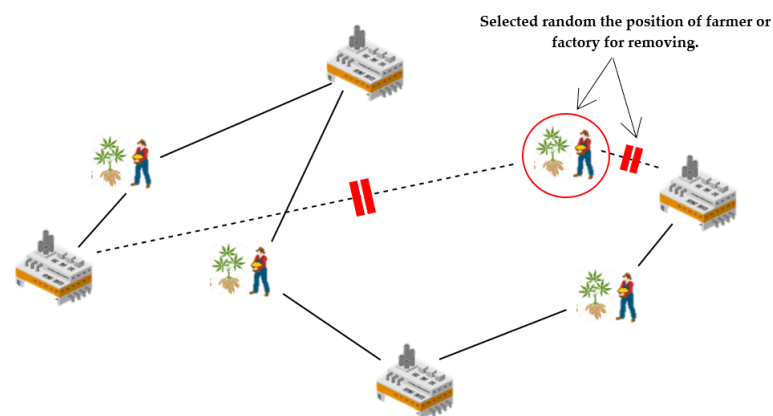 Selected random the position of farmer or
factory for removing.